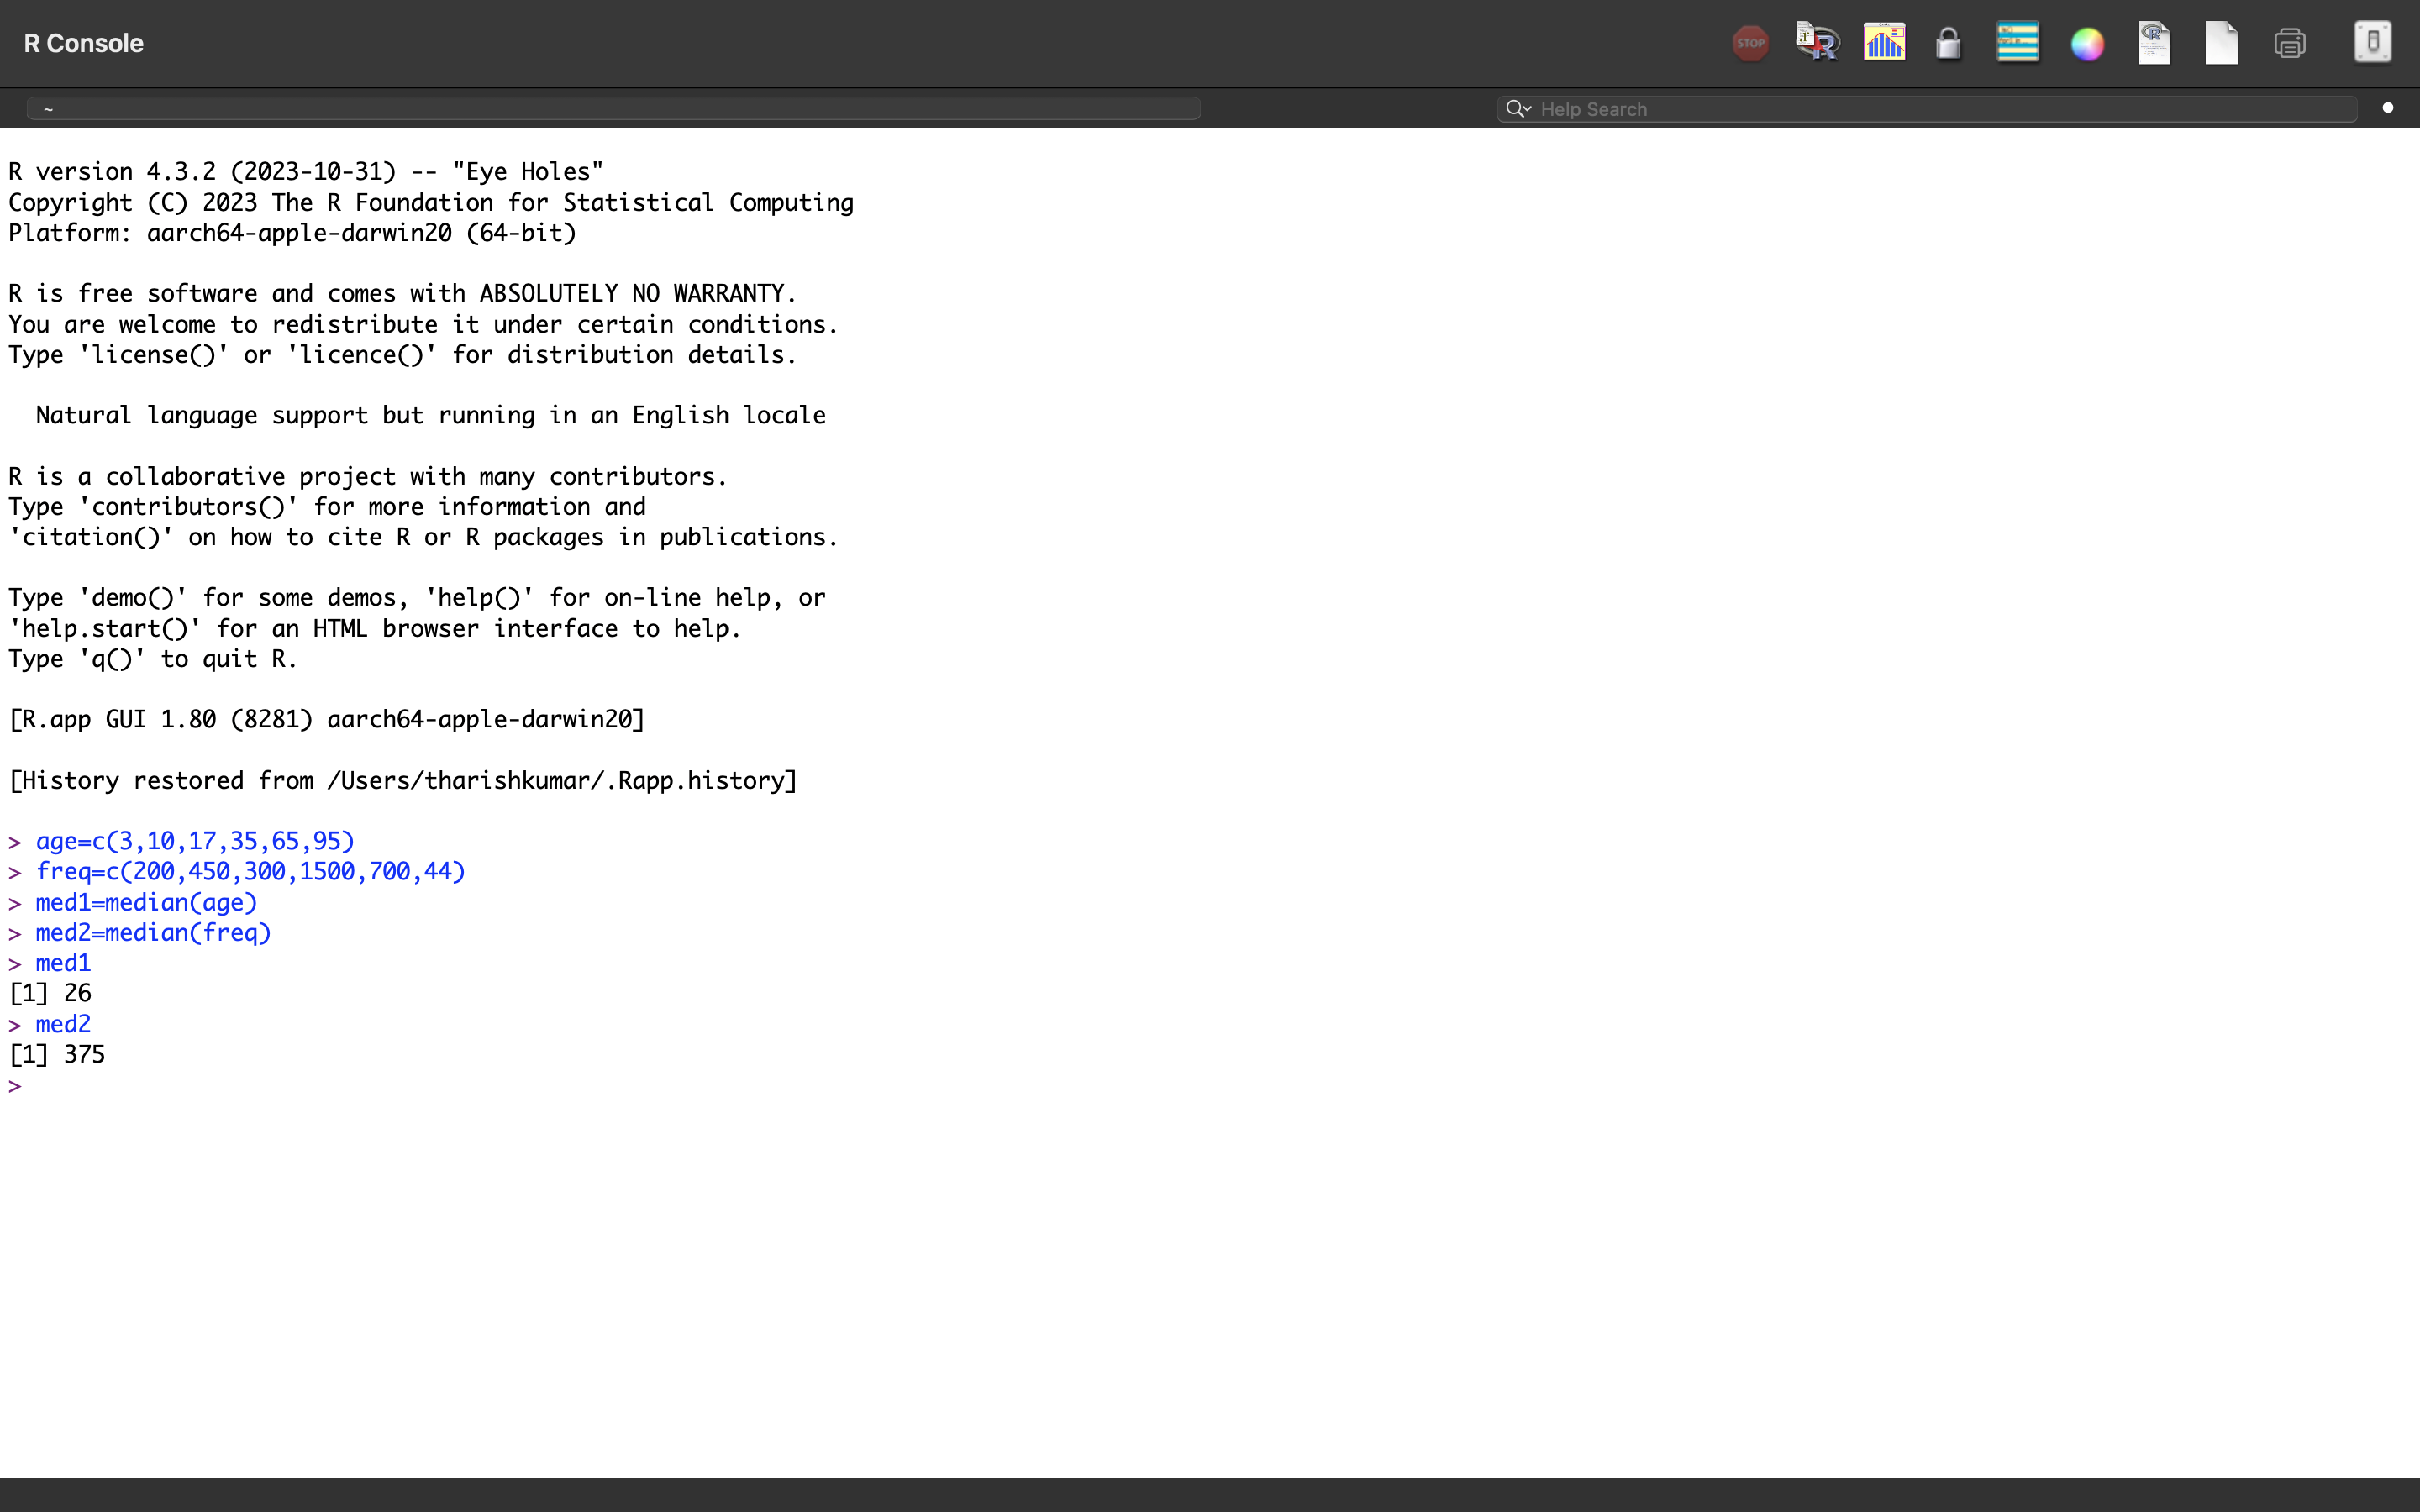 R Console
STOP
~
Help Search
R version 4.3.2 (2023-10-31) -- "Eye Holes"
Copyright (C) 2023 The R Foundation for Statistical Computing
Platform: aarch64-apple-darwin20 (64-bit)
R is free software and comes with ABSOLUTELY NO WARRANTY.
You are welcome to redistribute it under certain conditions.
Type 'license()' or 'licence()' for distribution details.
Natural language support but running in an English locale
R is a collaborative project with many contributors.
Type 'contributors()' for more information and
'citation()' on how to cite R or R packages in publications.
Type 'demo()' for some demos, 'help()' for on-line help, or
'help.start()' for an HTML browser interface to help.
Type 'q()' to quit R.
[R.app GUI 1.80 (8281) aarch64-apple-darwin20]
[History restored from /Users/tharishkumar/.Rapp.history]
> age=c(3,10,17,35,65,95)
> freq=c(200,450,300,1500,700,44)
> med1=median(age)
> med2=median(freq)
> med1
[1] 26
> med2
[1] 375
>